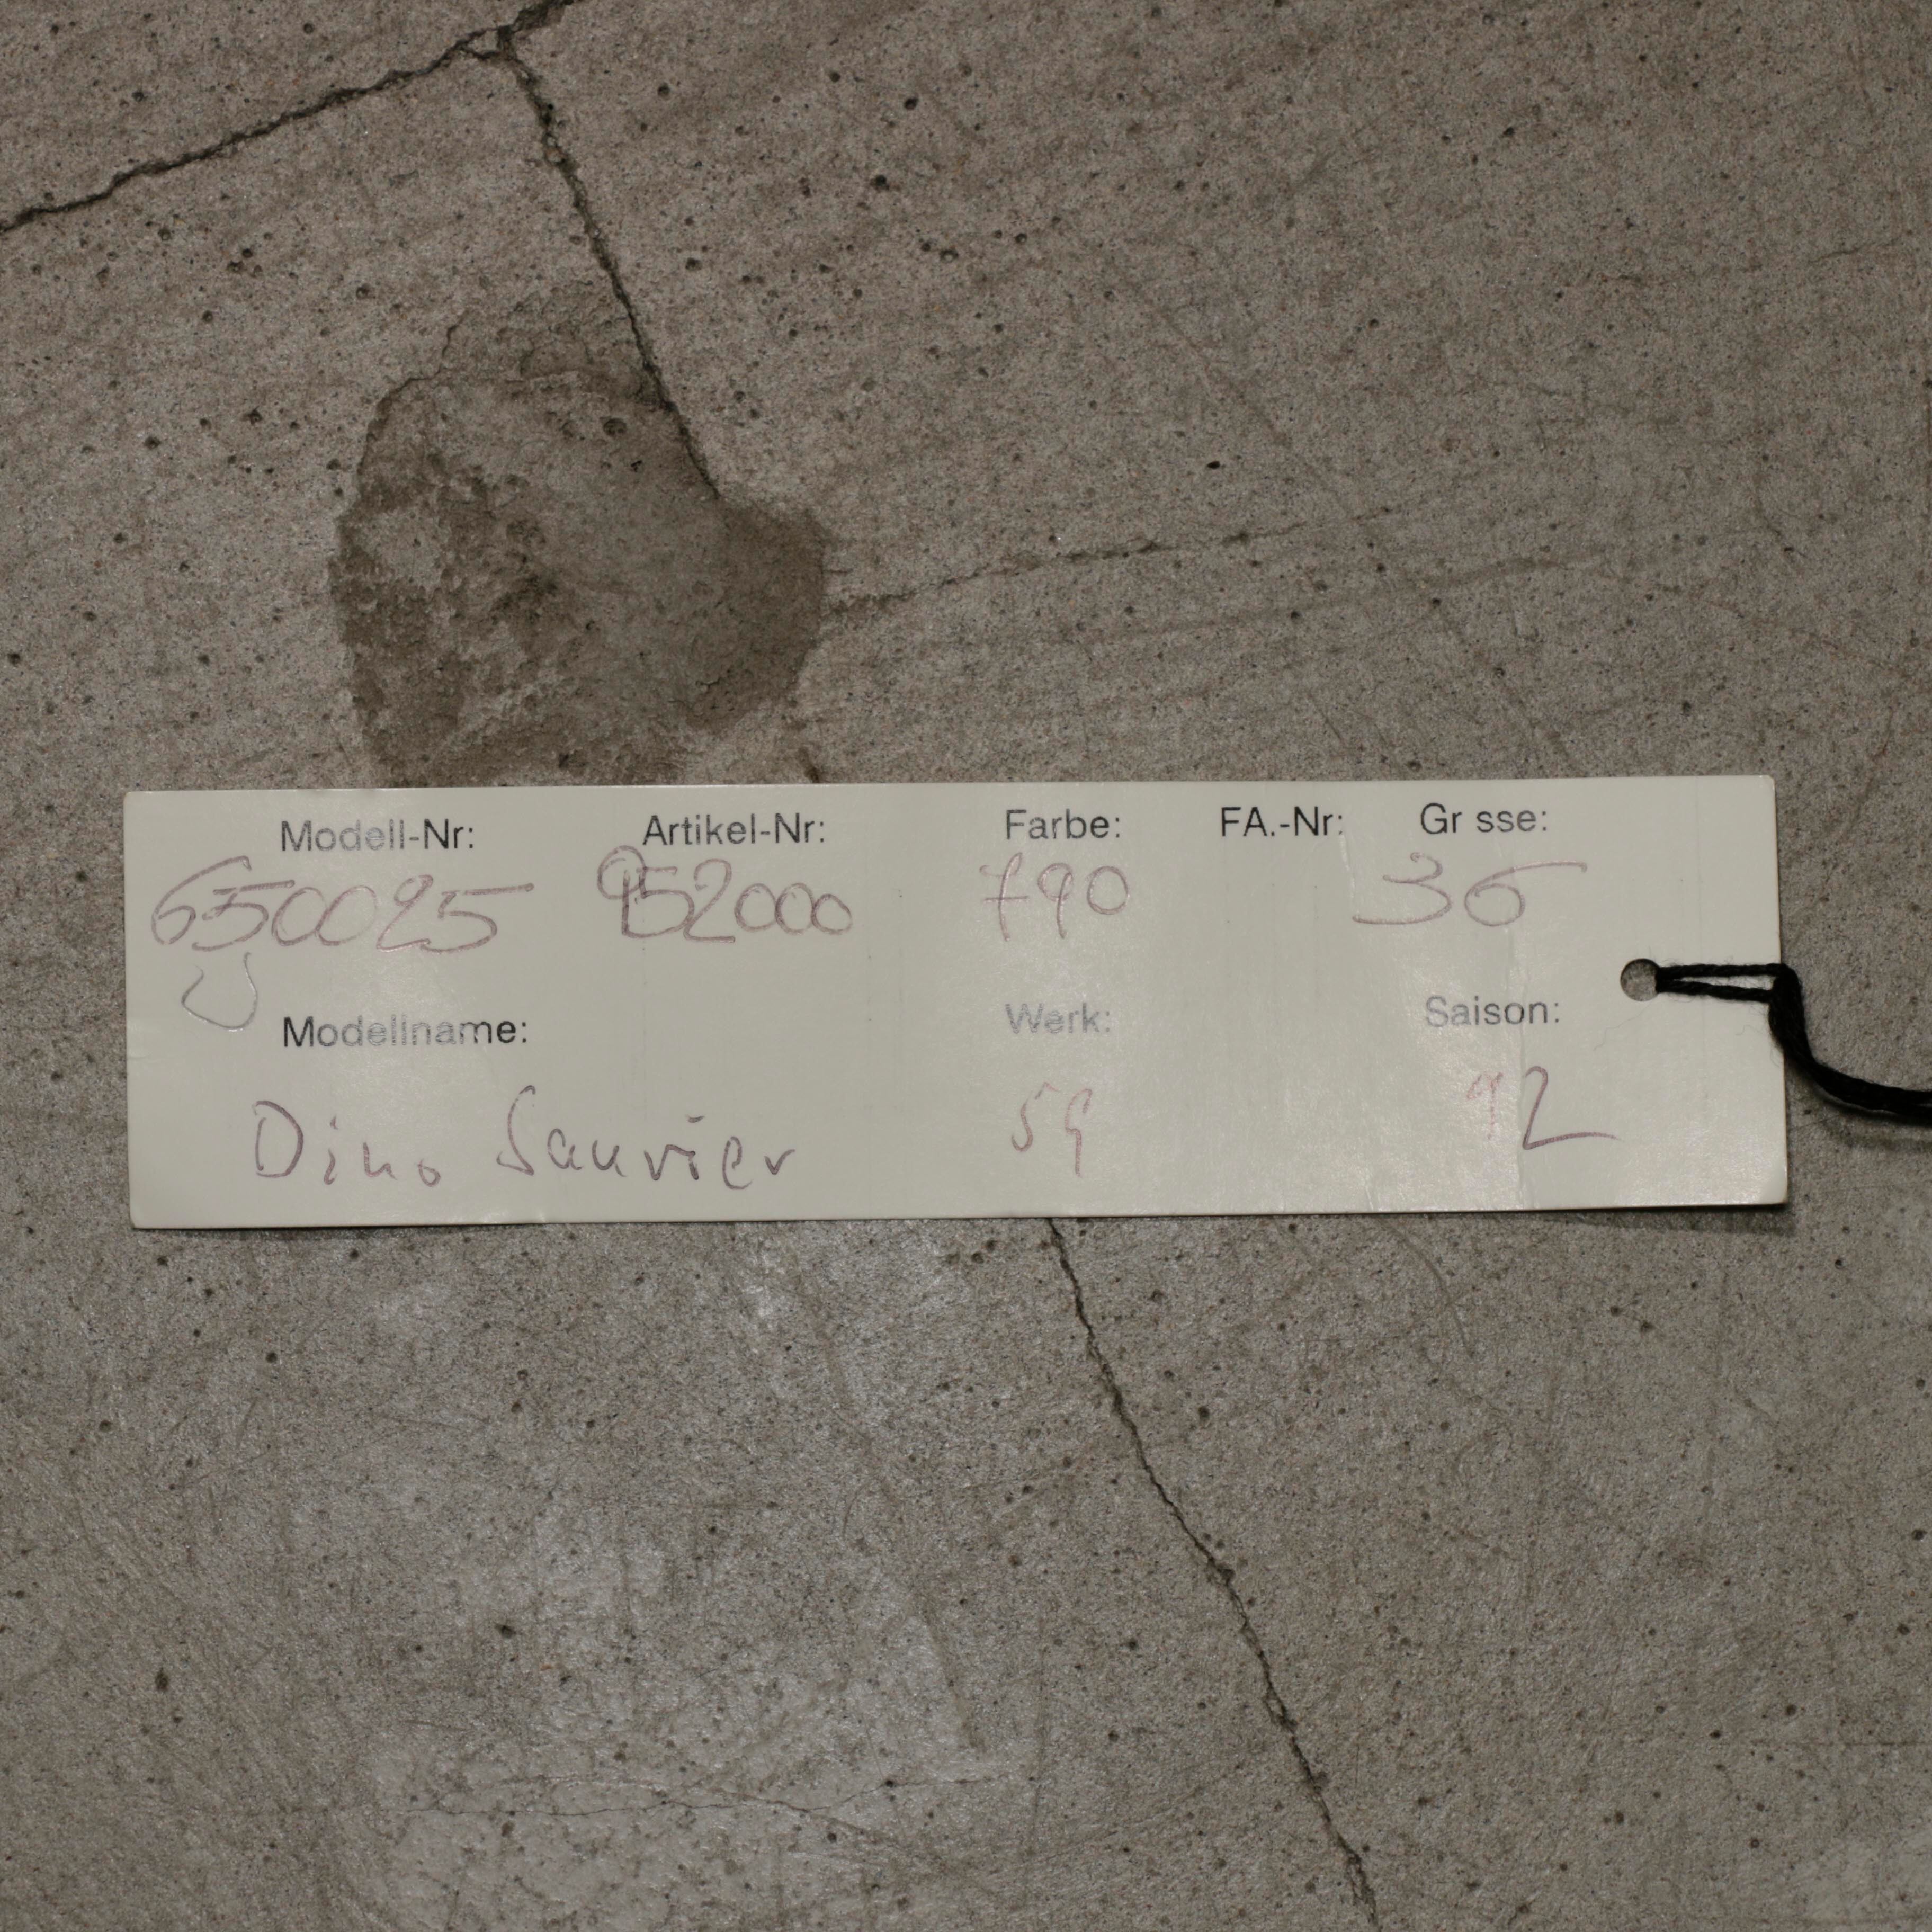 Modell-Nr: Artikel-Nr: Farbe: FA.-Nr: Gr sse:
650025 952000 790 36
Modellname: Werk: Saison:
Dino Sauvier 59 92